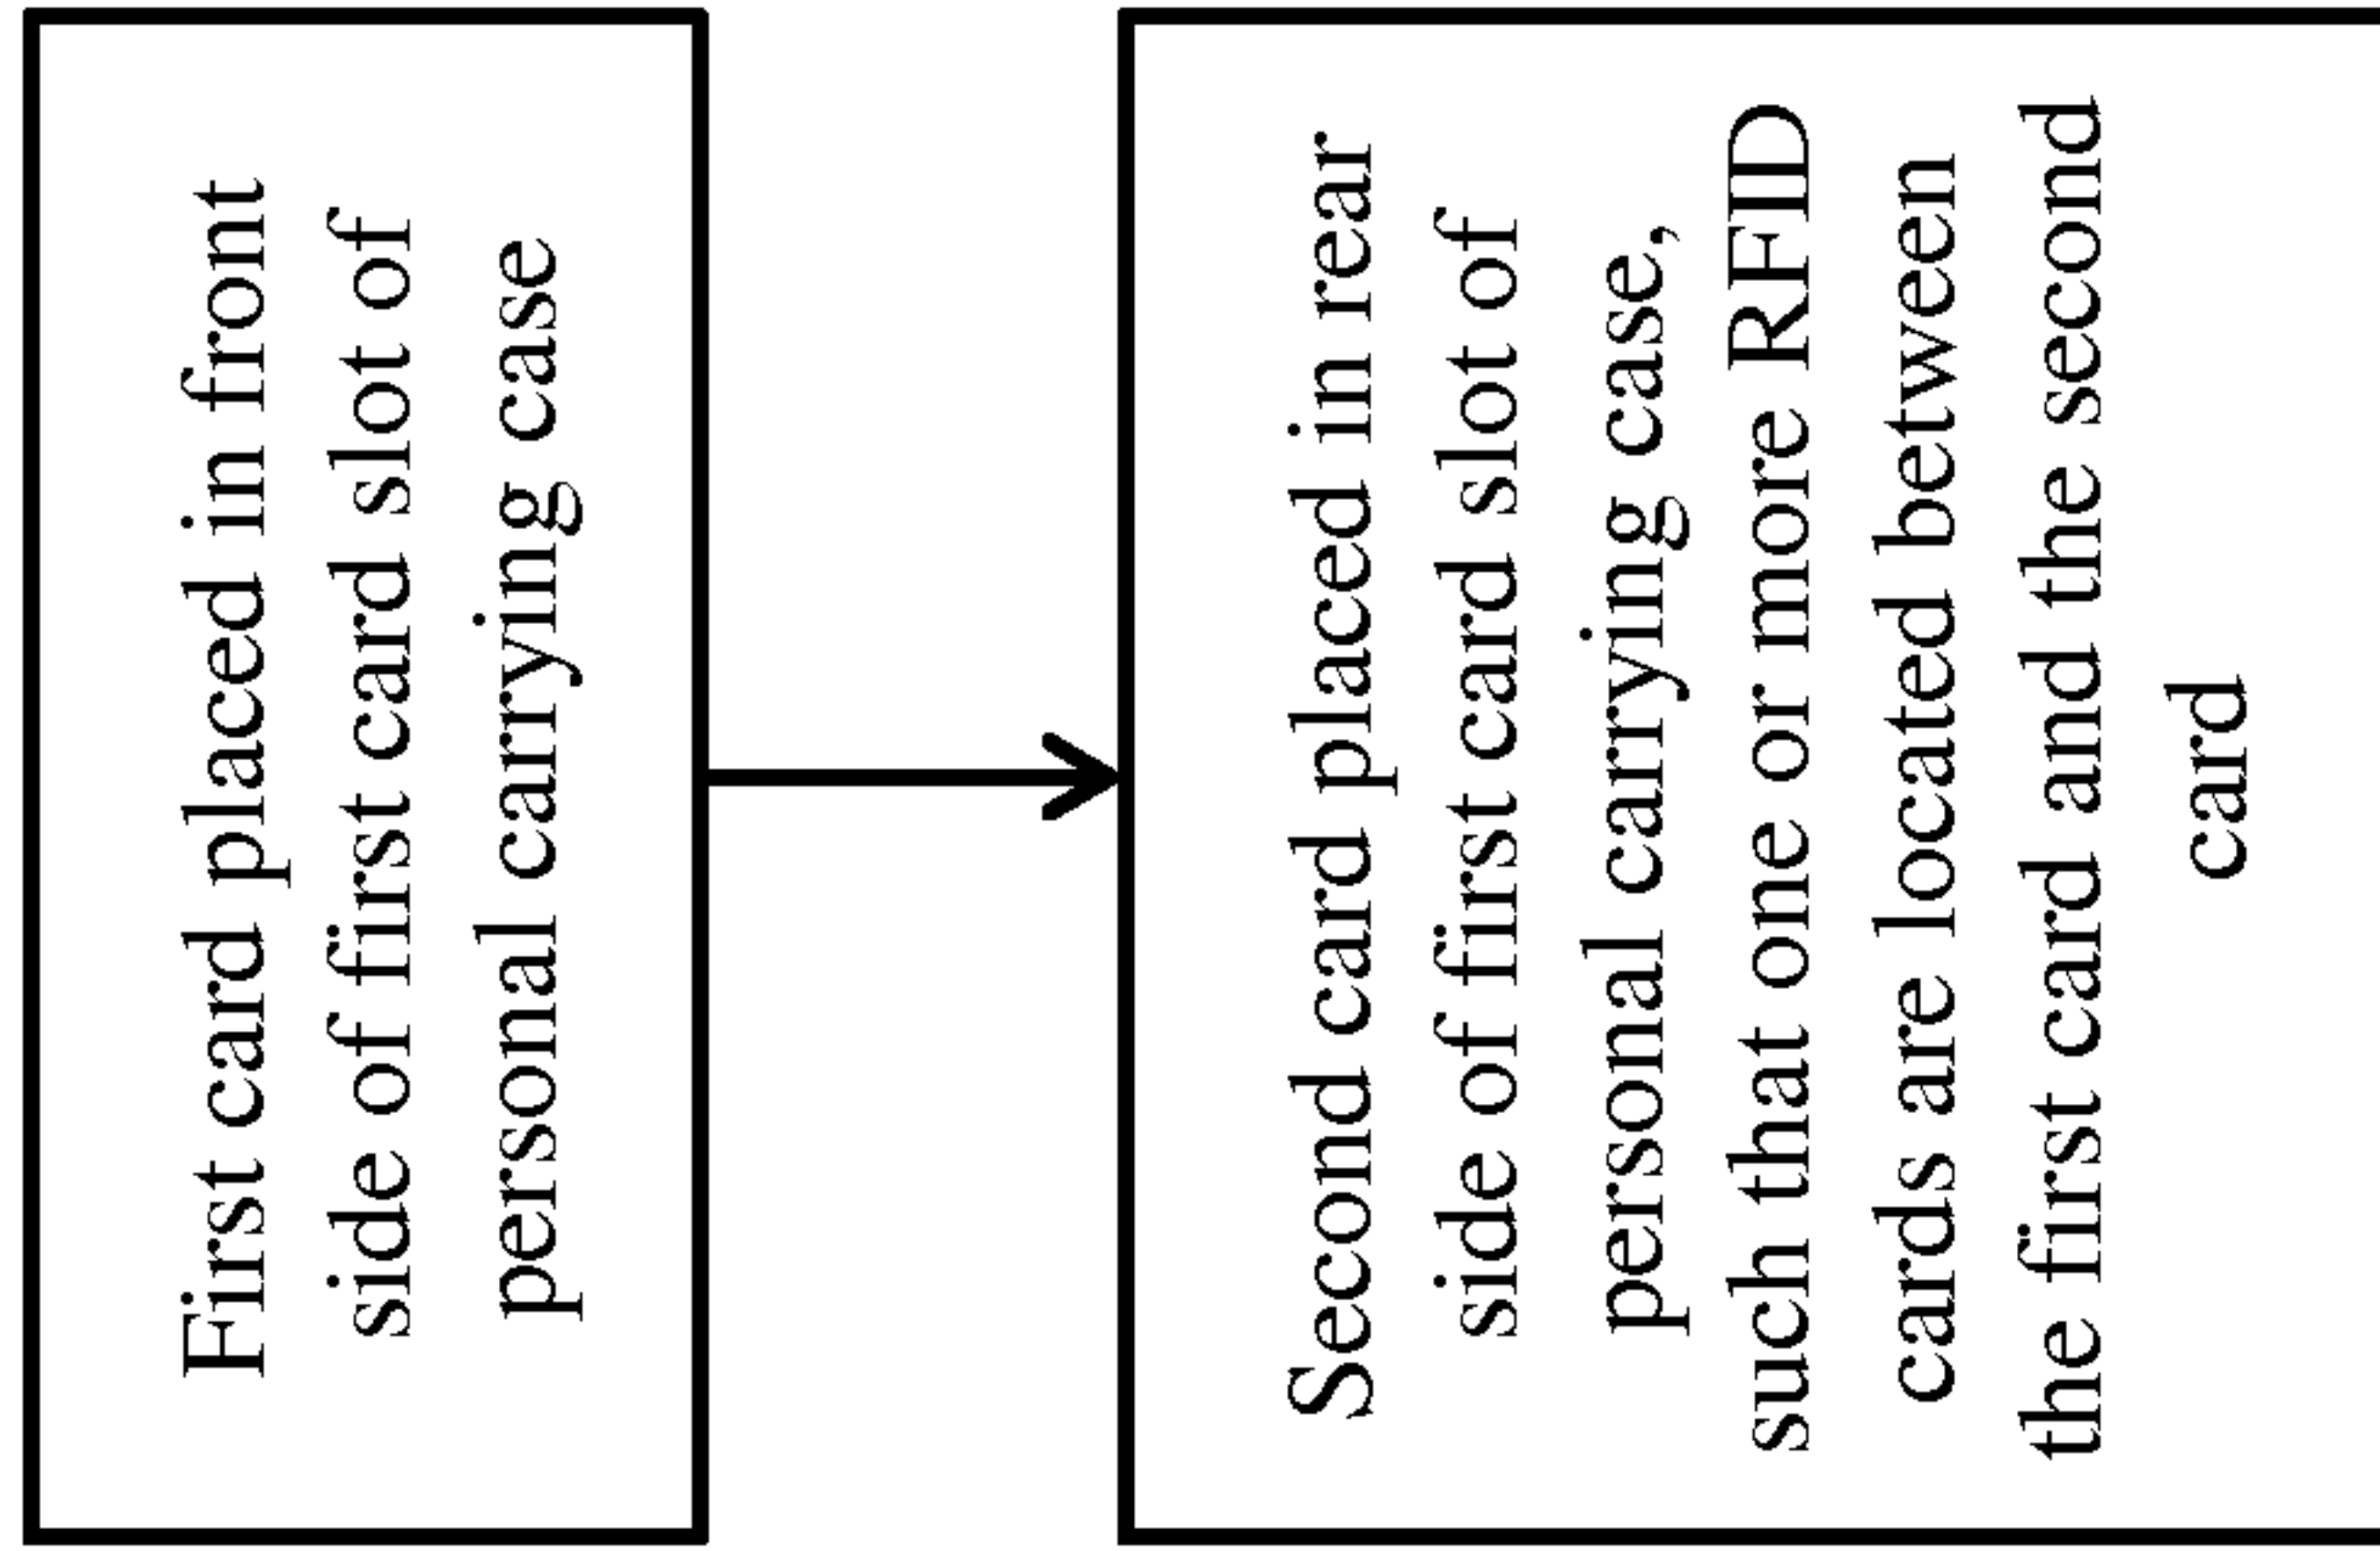 First card placed in front
side of first card slot of
personal carrying case
Second card placed in rear
side of first card slot of
personal carrying case,
such that one or more RFID
cards are located between
the first card and the second
card